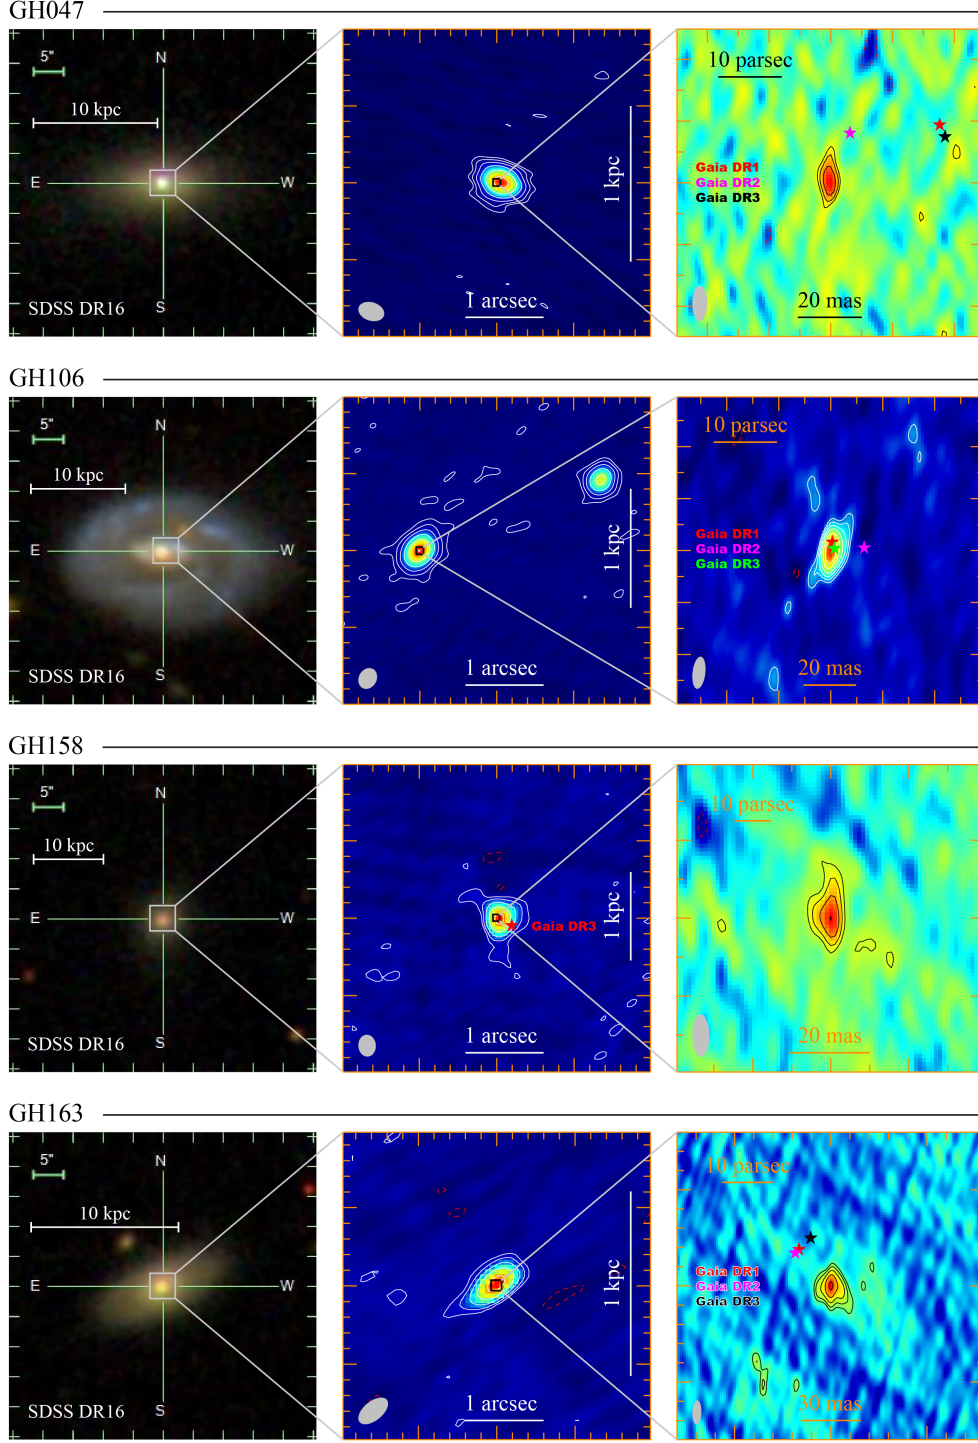 GH047
5"
10 kpc
N
E
W
S
SDSS DR16
1 kpc
1 arcsec
10 parsec
Gaia DR1
Gaia DR2
Gaia DR3
20 mas
GH106
5"
10 kpc
N
E
W
S
SDSS DR16
1 kpc
1 arcsec
10 parsec
Gaia DR1
Gaia DR2
Gaia DR3
20 mas
GH158
5"
10 kpc
N
E
W
S
SDSS DR16
Gaia DR3
1 kpc
1 arcsec
10 parsec
20 mas
GH163
5"
10 kpc
N
E
W
S
SDSS DR16
1 kpc
1 arcsec
10 parsec
Gaia DR1
Gaia DR2
Gaia DR3
30 mas